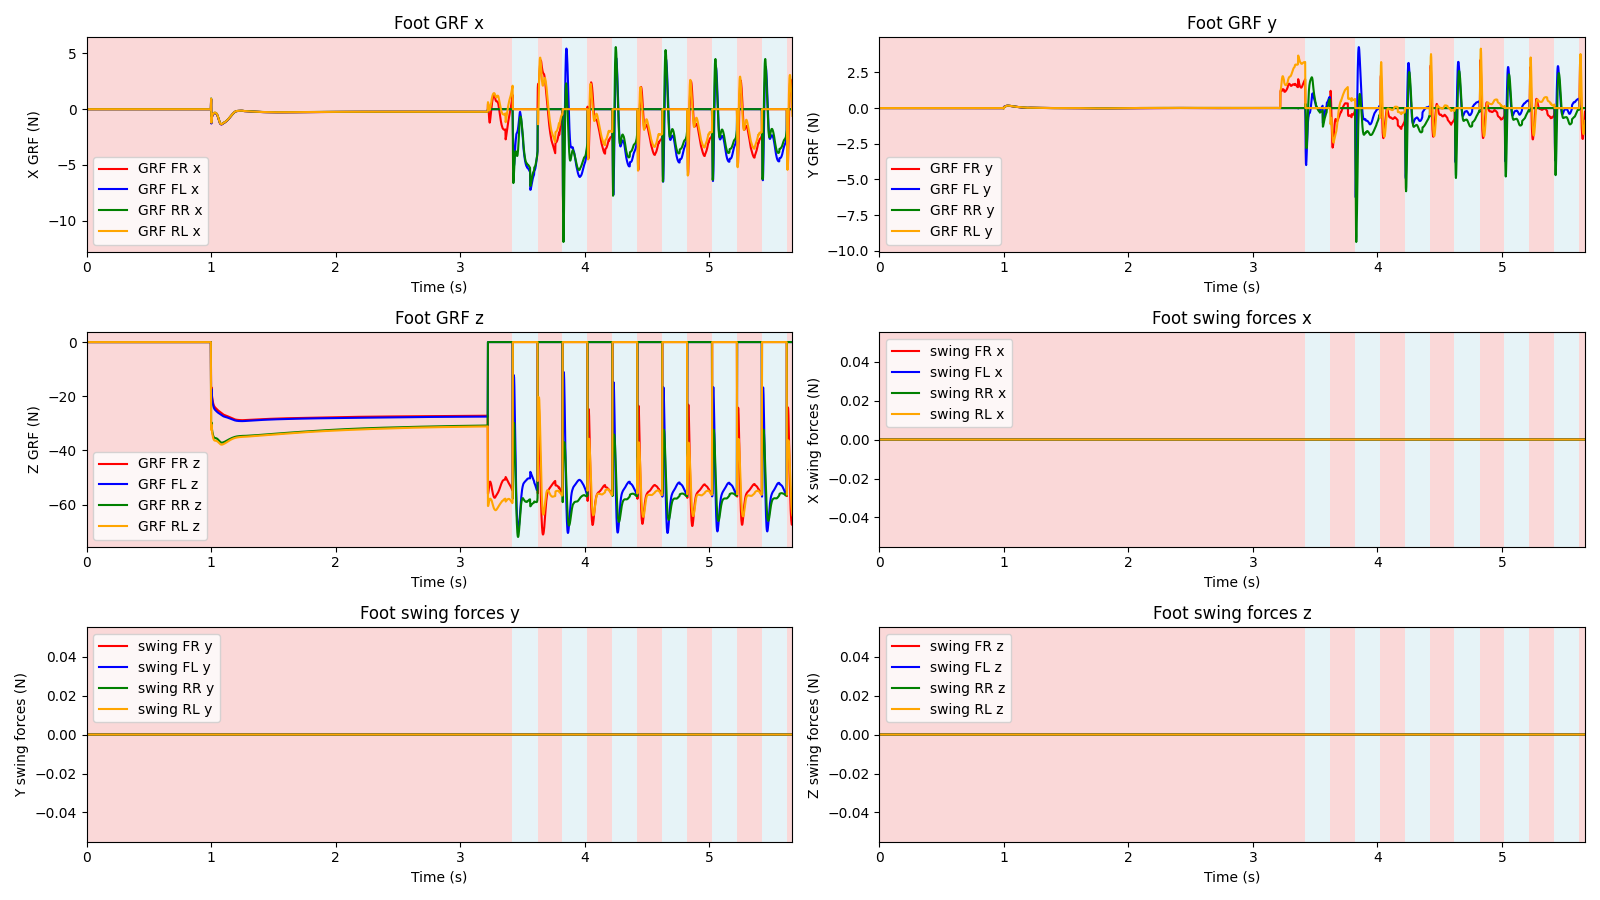 Foot GRF x
X GRF (N)
5
0
−5
−10
GRF FR x
GRF FL x
GRF RR x
GRF RL x
0 1 2 3 4 5
Time (s)
Foot GRF y
Y GRF (N)
2.5
0.0
−2.5
−5.0
−7.5
−10.0
GRF FR y
GRF FL y
GRF RR y
GRF RL y
0 1 2 3 4 5
Time (s)
Foot GRF z
Z GRF (N)
0
−20
−40
−60
GRF FR z
GRF FL z
GRF RR z
GRF RL z
0 1 2 3 4 5
Time (s)
Foot swing forces x
X swing forces (N)
0.04
0.02
0.00
−0.02
−0.04
swing FR x
swing FL x
swing RR x
swing RL x
0 1 2 3 4 5
Time (s)
Foot swing forces y
Y swing forces (N)
0.04
0.02
0.00
−0.02
−0.04
swing FR y
swing FL y
swing RR y
swing RL y
0 1 2 3 4 5
Time (s)
Foot swing forces z
Z swing forces (N)
0.04
0.02
0.00
−0.02
−0.04
swing FR z
swing FL z
swing RR z
swing RL z
0 1 2 3 4 5
Time (s)